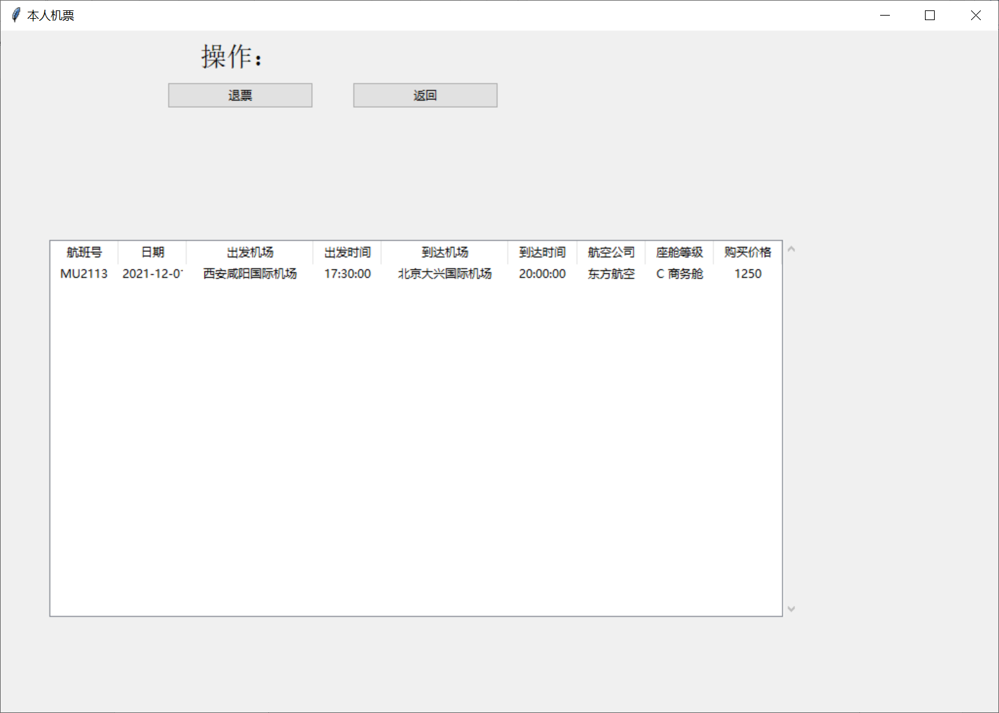 本人机票
操作：
退票 返回
航班号 日期 出发机场 出发时间 到达机场 到达时间 航空公司 座舱等级 购买价格
MU2113 2021-12-0 西安咸阳国际机场 17:30:00 北京大兴国际机场 20:00:00 东方航空 C 商务舱 1250